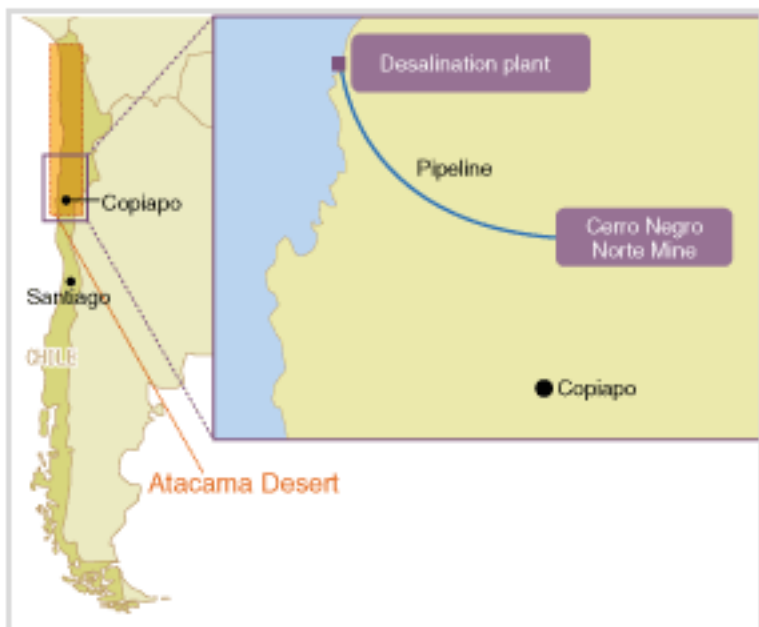 Desalination plant
Pipeline
Copiapo
Cerro Negro
Norte Mine
Santiago
CHILE
Copiapo
Atacama Desert